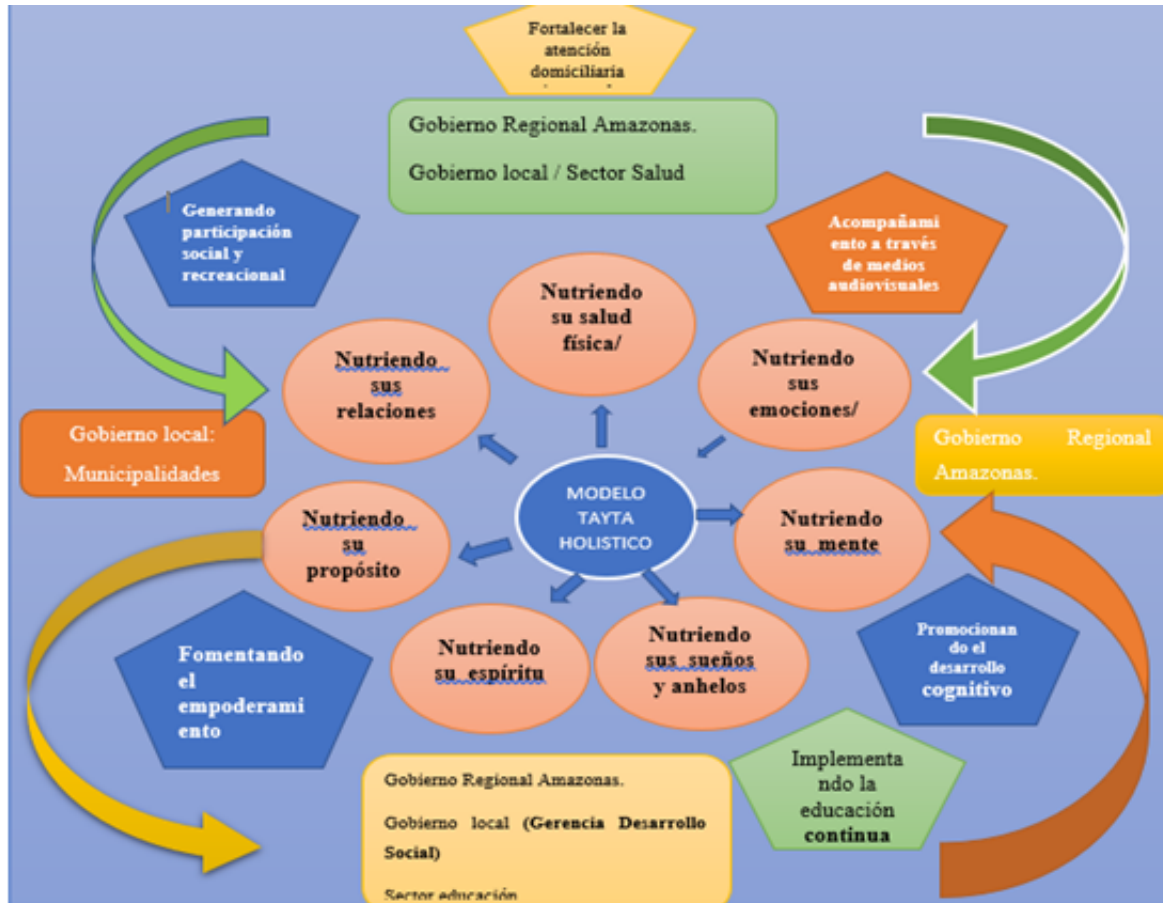 Fortalecer la
atención
domiciliaria
Gobierno Regional Amazonas.
Gobierno local / Sector Salud
Generando
participación
social y
recreacional
Acompañami
ento a través
de medios
audiovisuales
Nutriendo
su salud
física/
Nutriendo
sus
relaciones
Nutriendo
sus
emociones/
Gobierno local:
Municipalidades
Gobierno Regional
Amazonas.
MODELO
TAYTA
HOLISTICO
Nutriendo
su propósito
Nutriendo
su mente
Fomentando
el
empoderami
ento
Nutriendo
su espíritu
Nutriendo
sus sueños
y anhelos
Promocionan
do el
desarrollo
cognitivo
Implementa
ndo la
educación
continua
Gobierno Regional Amazonas.
Gobierno local (Gerencia Desarrollo
Social)
Sector educación